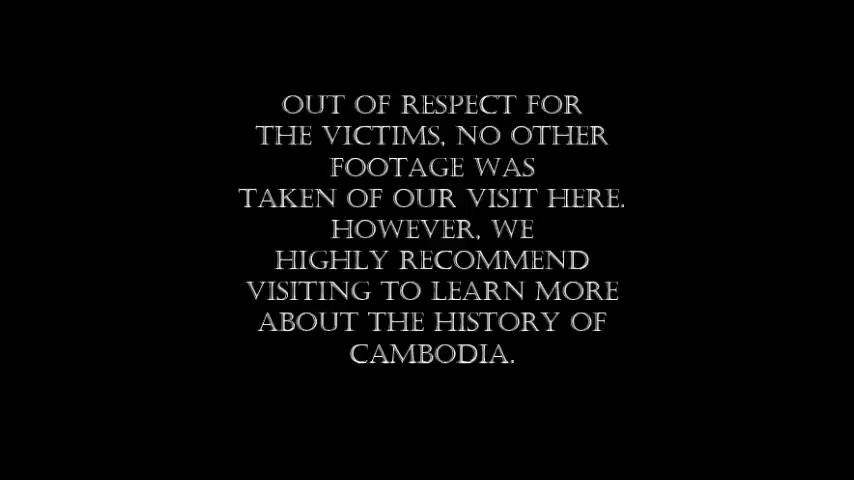 OUT OF RESPECT FOR
THE VICTIMS, NO OTHER
FOOTAGE WAS
TAKEN OF OUR VISIT HERE.
HOWEVER, WE
HIGHLY RECOMMEND
VISITING TO LEARN MORE
ABOUT THE HISTORY OF
CAMBODIA.